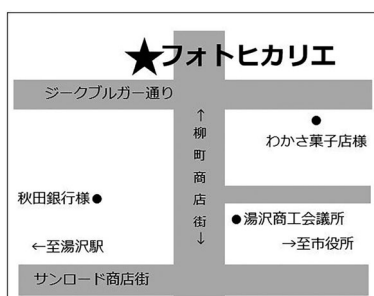 ★フォトヒカリエ
ジークブルガー通り
↑柳町商店街↓
わかさ菓子店様
秋田銀行様●
●湯沢商工会議所
←至湯沢駅
→至市役所
サンロード商店街